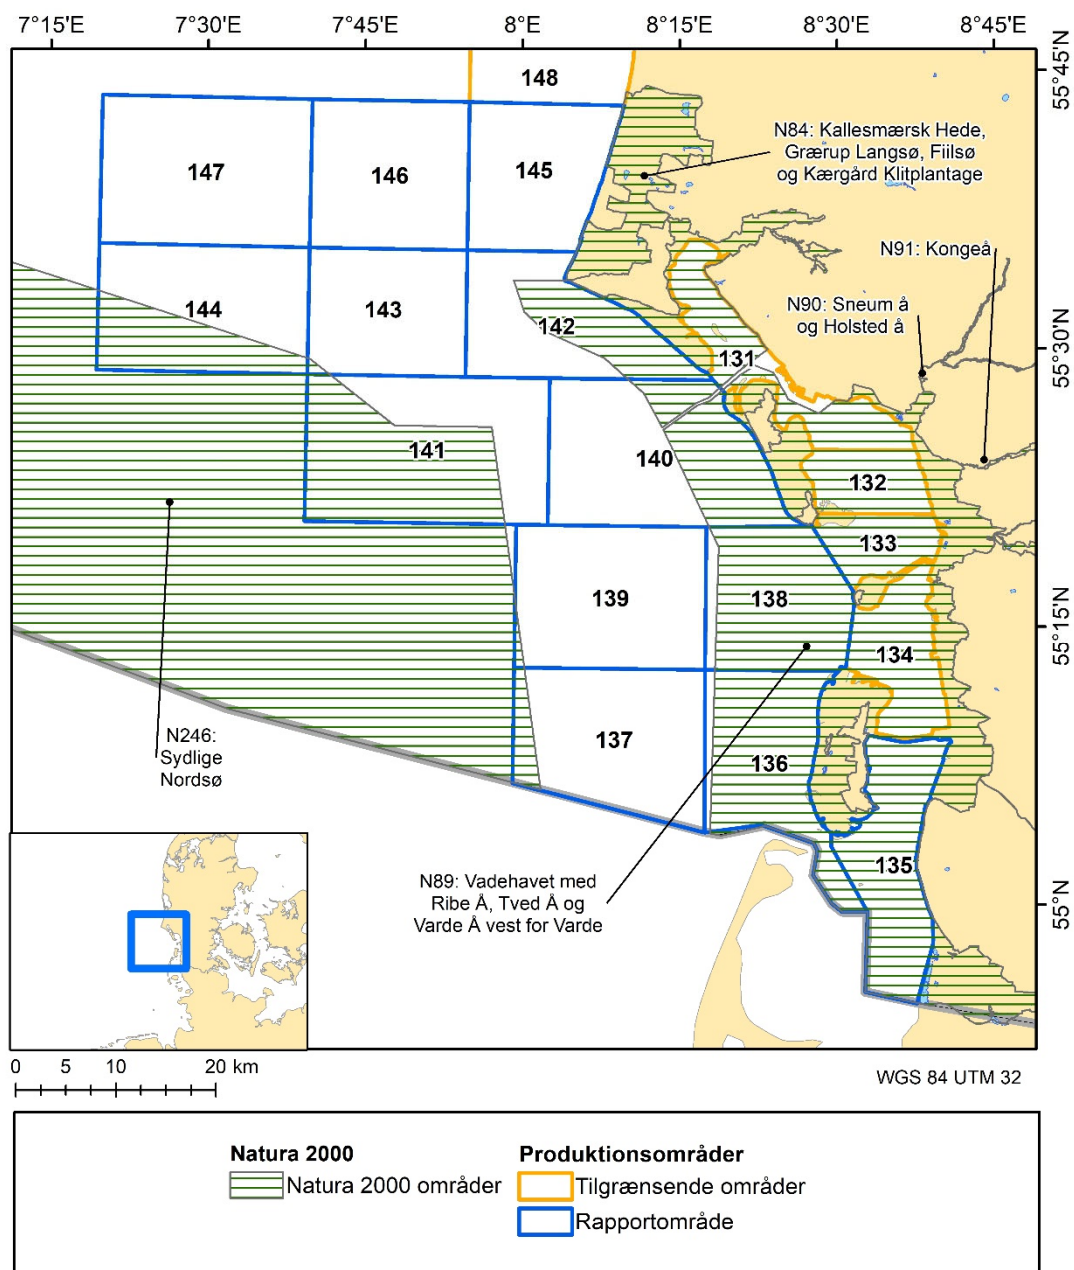 7°15'E 7°30'E 7°45'E 8°0'E 8°15'E 8°30'E 8°45'E
55°45'N
148
147
146
145
N84: Kallesmærsk Hede,
Grærup Langsø, Fiilsø
og Kærgård Klitplantage
N91: Kongeå
N90: Sneum å
og Holsted å
144
143
142
131
55°30'N
141
140
132
133
139
138
134
55°15'N
137
136
N246:
Sydlige
Nordsø
135
N89: Vadehavet med
Ribe Å, Tved Å og
Varde Å vest for Varde
55°N
0 5 10 20 km
WGS 84 UTM 32
Natura 2000
Natura 2000 områder
Produktionsområder
Tilgrænsende områder
Rapportområde